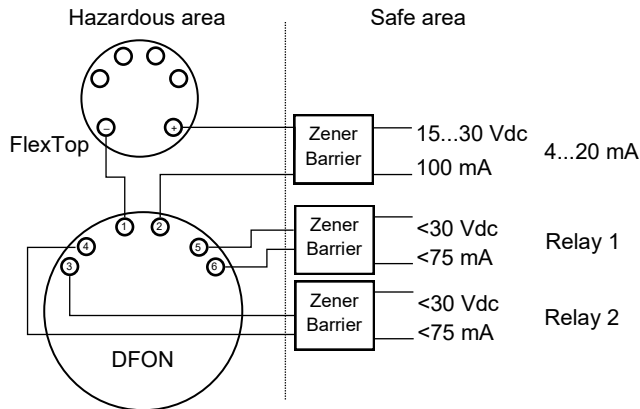 Hazardous area
Safe area
− +
FlexTop
Zener
Barrier
15...30 Vdc
100 mA
4...20 mA
1 2
4 5
3 6
Zener
Barrier
<30 Vdc
<75 mA
Relay 1
Zener
Barrier
<30 Vdc
<75 mA
Relay 2
DFON